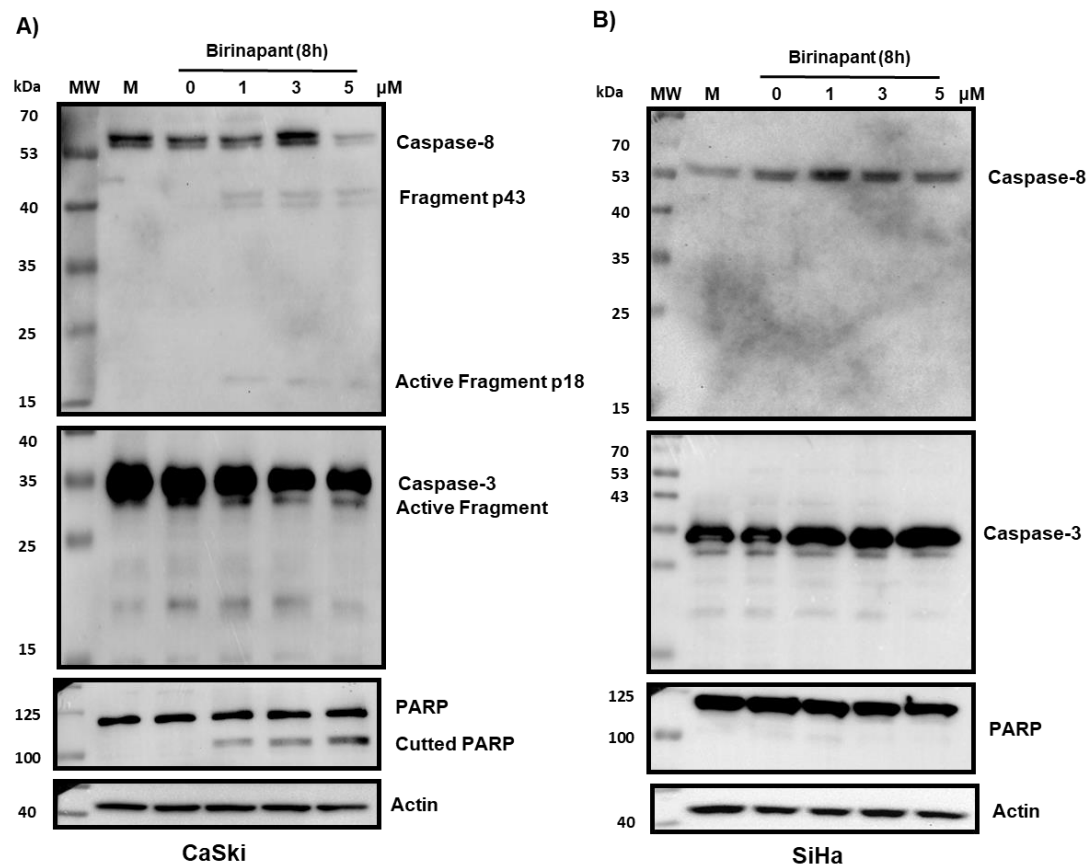 A)
Birinapant (8h)
kDa MW M 0 1 3 5 µM
70
53
40
35
25
15
Caspase-8
Fragment p43
Active Fragment p18
40
35
25
15
Caspase-3
Active Fragment
125
100
PARP
Cutted PARP
40
Actin
CaSki
B)
Birinapant (8h)
kDa MW M 0 1 3 5 µM
70
53
40
35
25
15
Caspase-8
70
53
43
Caspase-3
125
100
PARP
40
Actin
SiHa